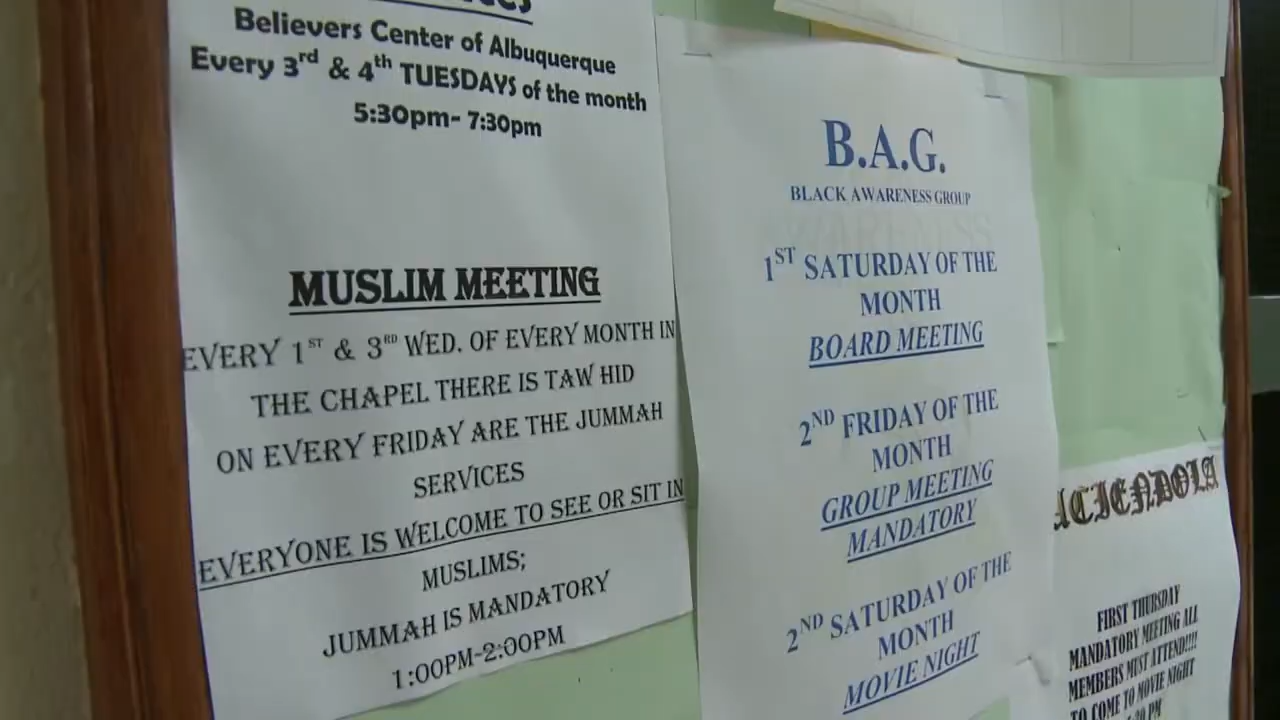 Believers Center of Albuquerque
Every 3rd & 4th TUESDAYS of the month
5:30pm- 7:30pm
MUSLIM MEETING
EVERY 1ST & 3RD WED. OF EVERY MONTH IN
THE CHAPEL THERE IS TAW HID
ON EVERY FRIDAY ARE THE JUMMAH
SERVICES
EVERYONE IS WELCOME TO SEE OR SIT IN
MUSLIMS;
JUMMAH IS MANDATORY
1:00PM-2:00PM
B.A.G.
BLACK AWARENESS GROUP
1ST SATURDAY OF THE
MONTH
BOARD MEETING
2ND FRIDAY OF THE
MONTH
GROUP MEETING
MANDATORY
2ND SATURDAY OF THE
MONTH
MOVIE NIGHT
ACIENDOLA
FIRST THURSDAY
MANDATORY MEETING ALL
MEMBERS MUST ATTEND!!!!
TO COME TO MOVIE NIGHT
PM